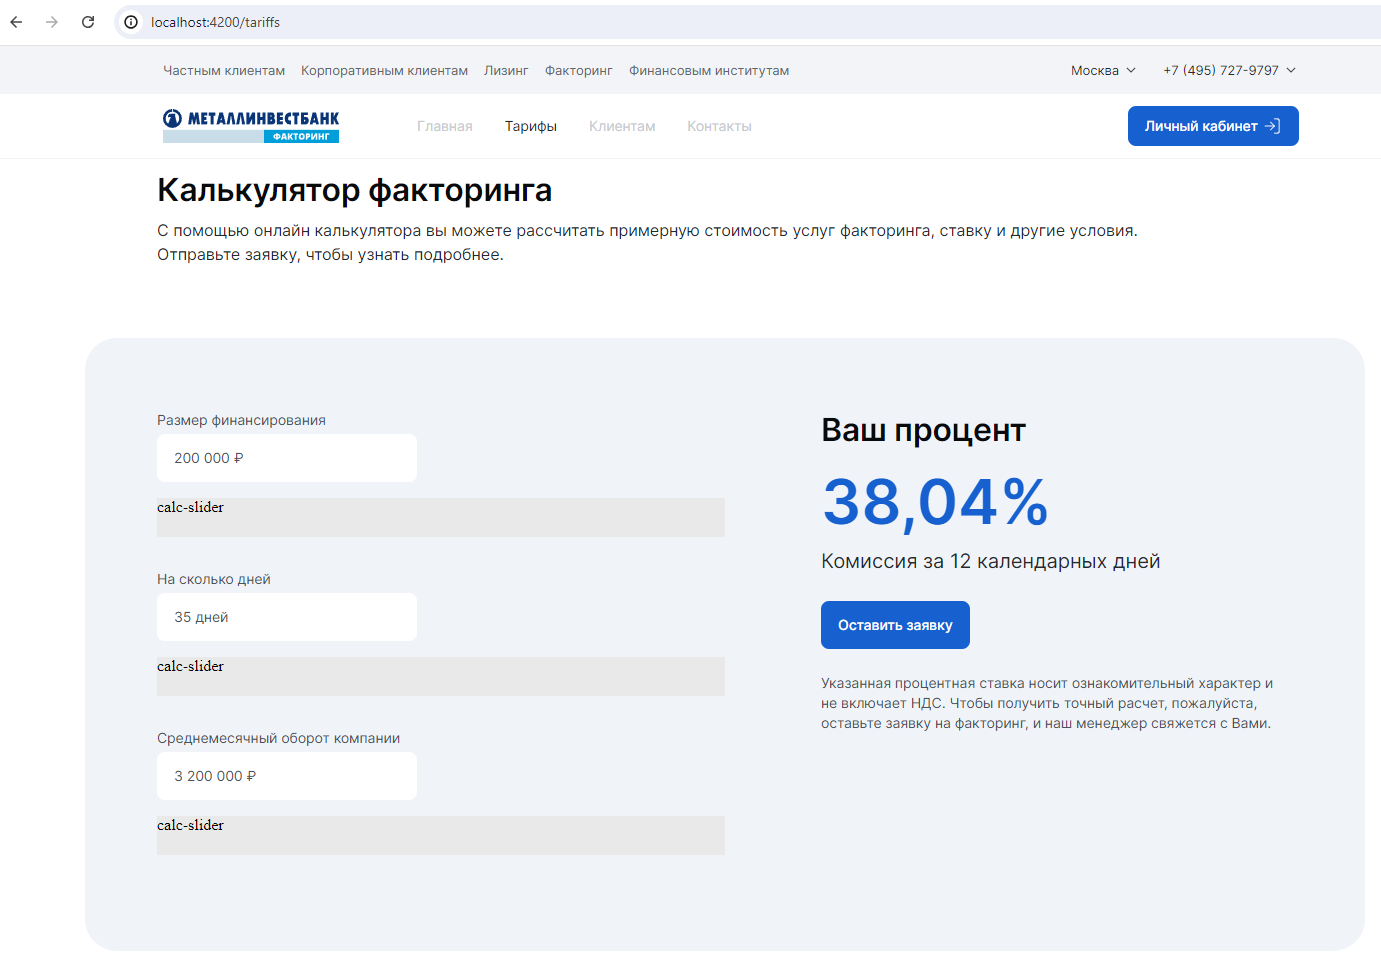 localhost:4200/tariffs
Частным клиентам Корпоративным клиентам Лизинг Факторинг Финансовым институтам Москва +7 (495) 727-9797
МЕТАЛЛИНВЕСТБАНК
ФАКТОРИНГ
Главная Тарифы Клиентам Контакты Личный кабинет
Калькулятор факторинга
С помощью онлайн калькулятора вы можете рассчитать примерную стоимость услуг факторинга, ставку и другие условия.
Отправьте заявку, чтобы узнать подробнее.
Размер финансирования
200 000 ₽
calc-slider
На сколько дней
35 дней
calc-slider
Среднемесячный оборот компании
3 200 000 ₽
calc-slider
Ваш процент
38,04%
Комиссия за 12 календарных дней
Оставить заявку
Указанная процентная ставка носит ознакомительный характер и
не включает НДС. Чтобы получить точный расчет, пожалуйста,
оставьте заявку на факторинг, и наш менеджер свяжется с Вами.